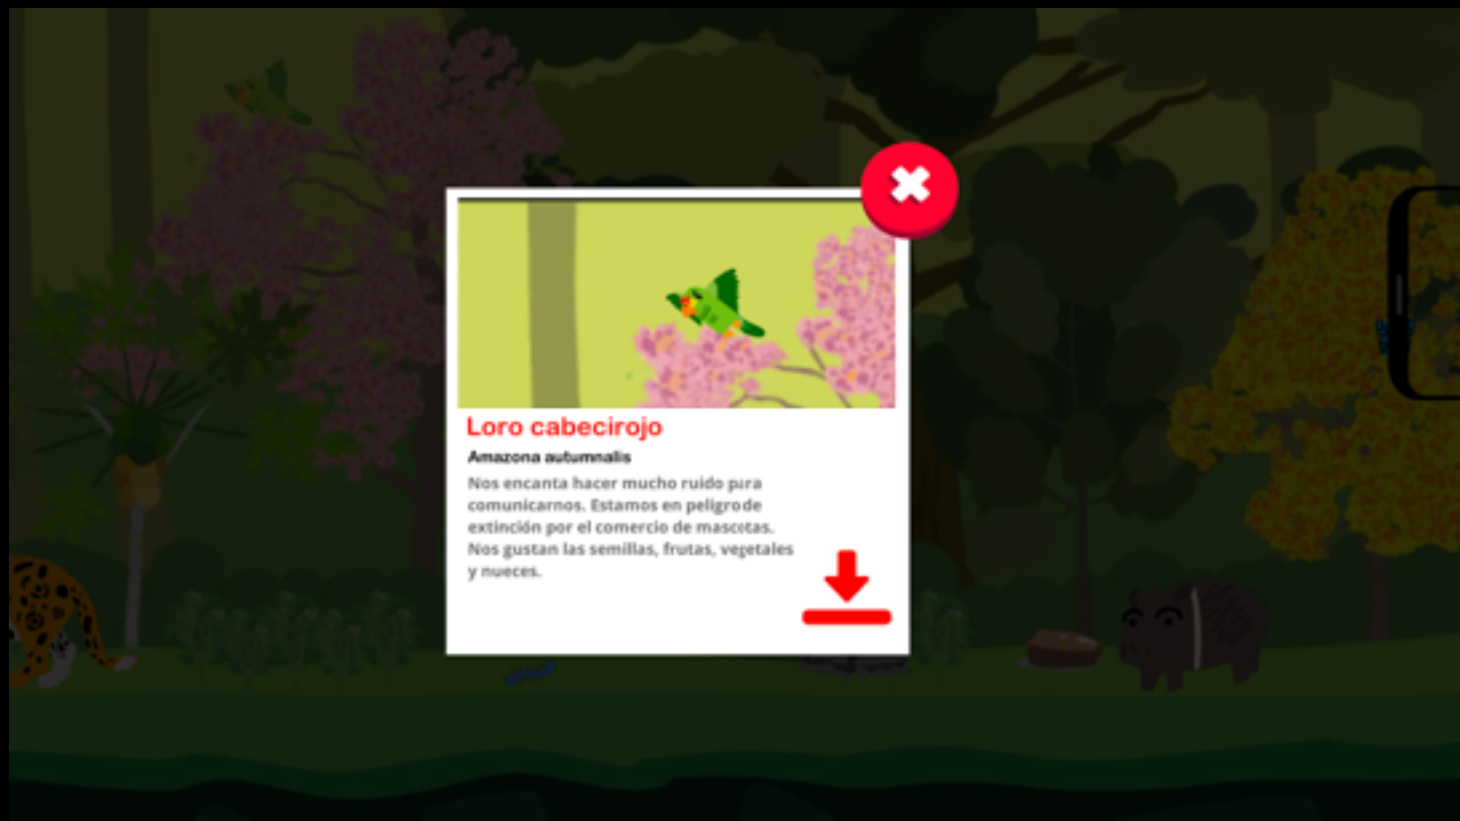 Loro cabecirojo
Amazona autumnalis
Nos encanta hacer mucho ruido para
comunicarnos. Estamos en peligro de
extinción por el comercio de mascotas.
Nos gustan las semillas, frutas, vegetales
y nueces.